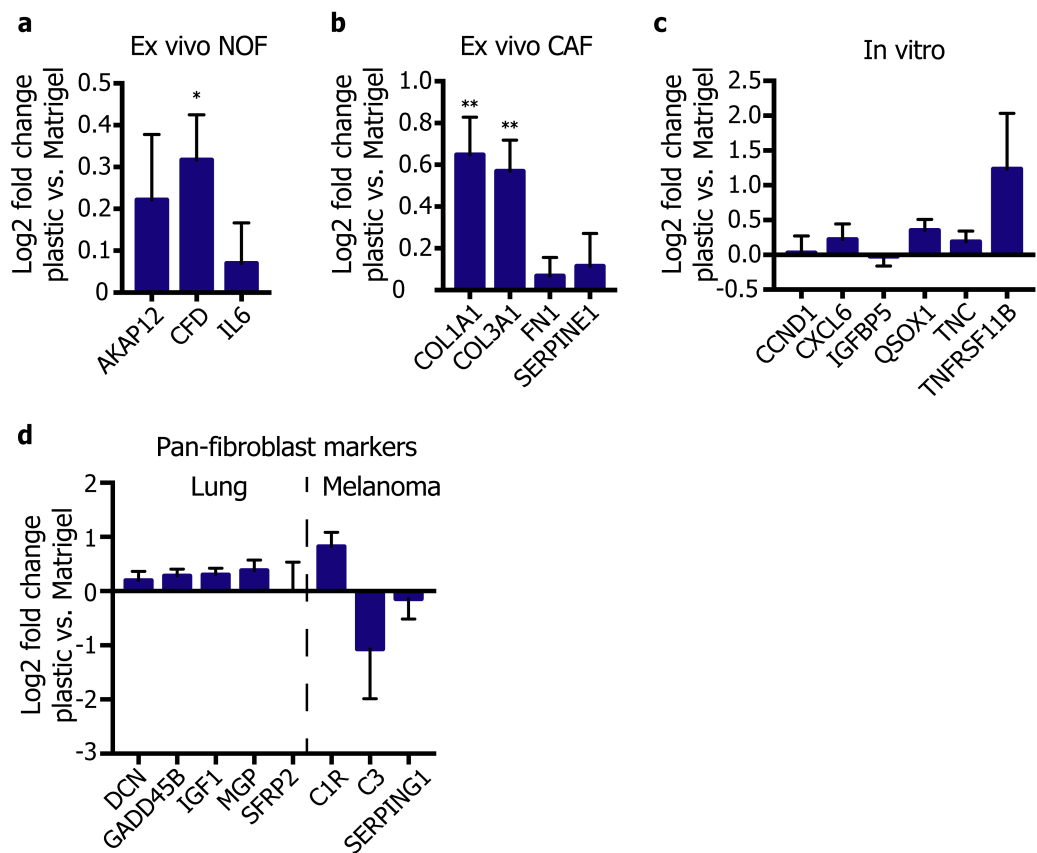 a
Ex vivo NOF
Log2 fold change
plastic vs. Matrigel
0.5
0.4
0.3
0.2
0.1
0
*
AKAP12
CFD
IL6
b
Ex vivo CAF
Log2 fold change
plastic vs. Matrigel
1.0
0.8
0.6
0.4
0.2
0
**
**
COL1A1
COL3A1
FN1
SERPINE1
c
In vitro
Log2 fold change
plastic vs. Matrigel
2.5
2.0
1.5
1.0
0.5
0.0
-0.5
CCND1
CXCL6
IGFBP5
QSOX1
TNC
TNFRSF11B
d
Pan-fibroblast markers
Lung
Melanoma
Log2 fold change
plastic vs. Matrigel
2
1
0
-1
-2
-3
DCN
GADD45B
IGF1
MGP
SFRP2
C1R
C3
SERPING1